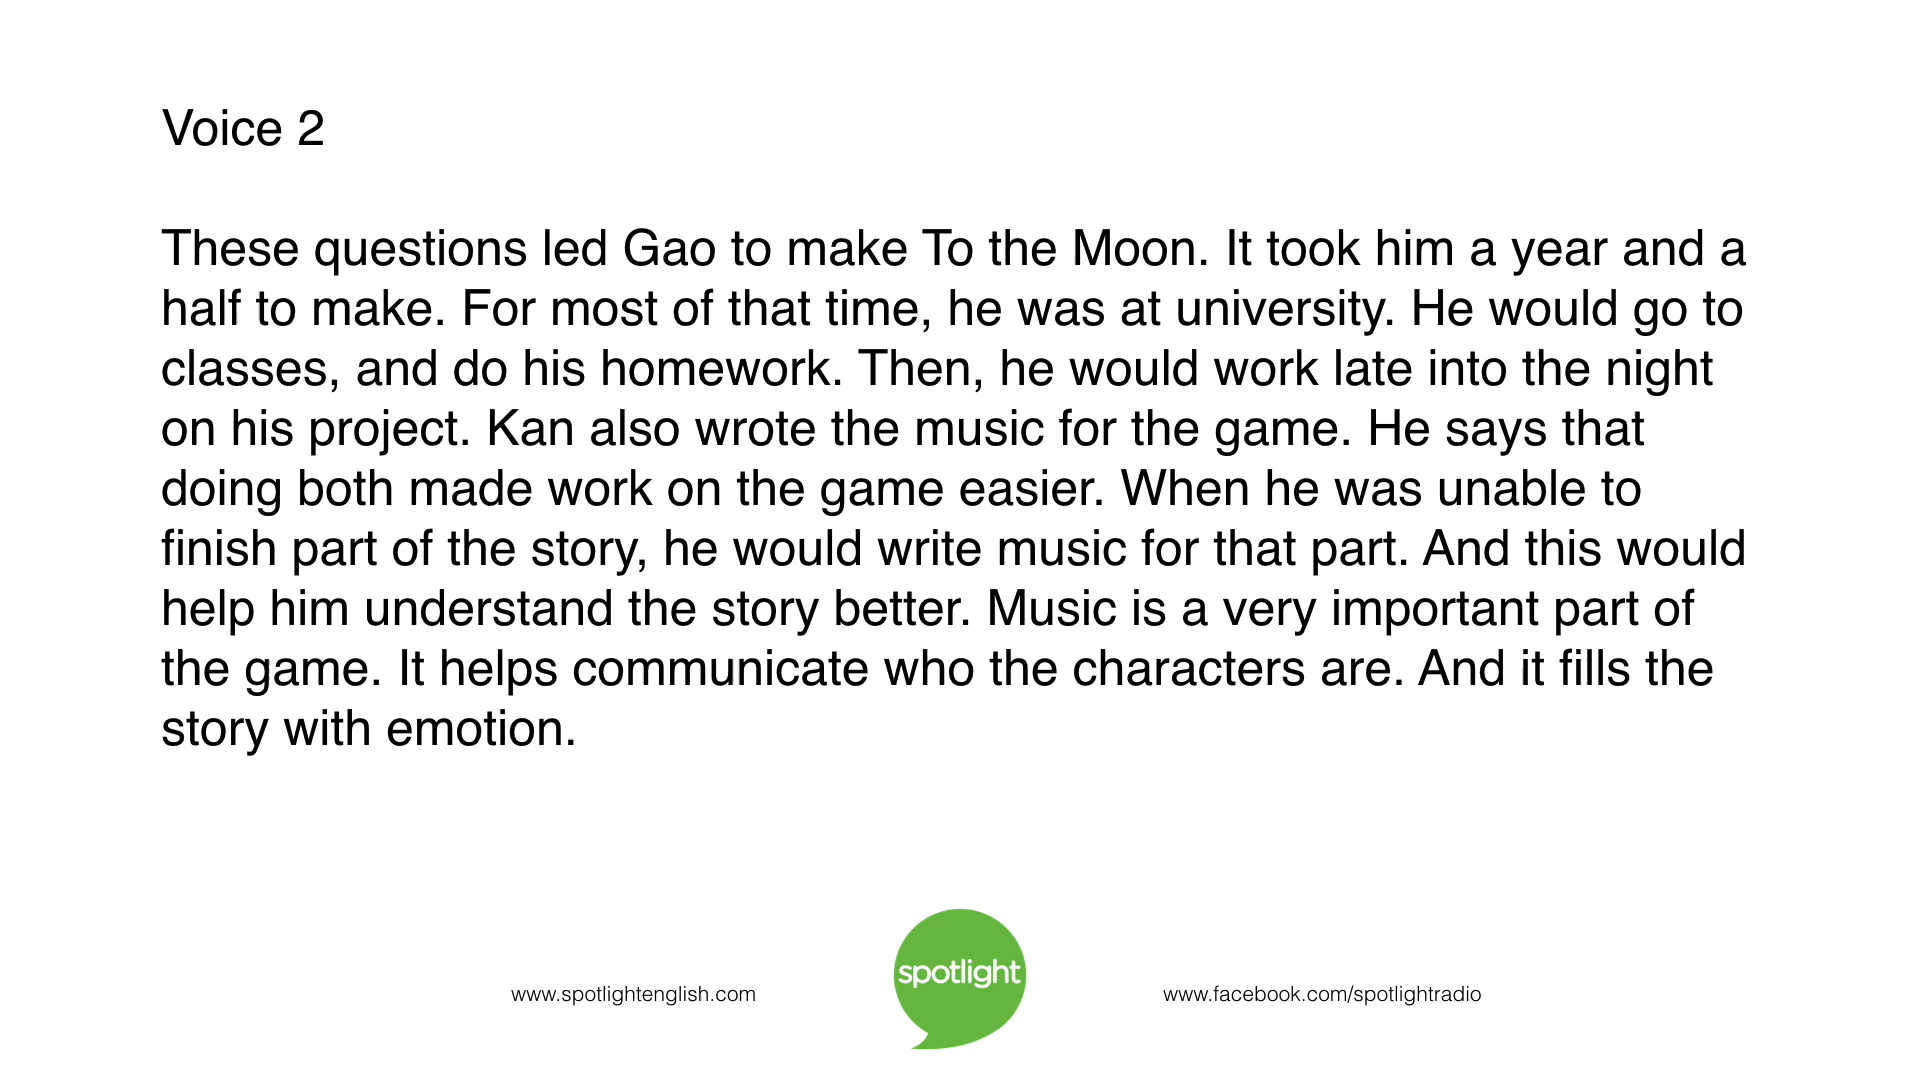 Voice 2
These questions led Gao to make To the Moon. It took him a year and a
half to make. For most of that time, he was at university. He would go to
classes, and do his homework. Then, he would work late into the night
on his project. Kan also wrote the music for the game. He says that
doing both made work on the game easier. When he was unable to
finish part of the story, he would write music for that part. And this would
help him understand the story better. Music is a very important part of
the game. It helps communicate who the characters are. And it fills the
story with emotion.
spotlight
www.spotlightenglish.com
www.facebook.com/spotlightradio